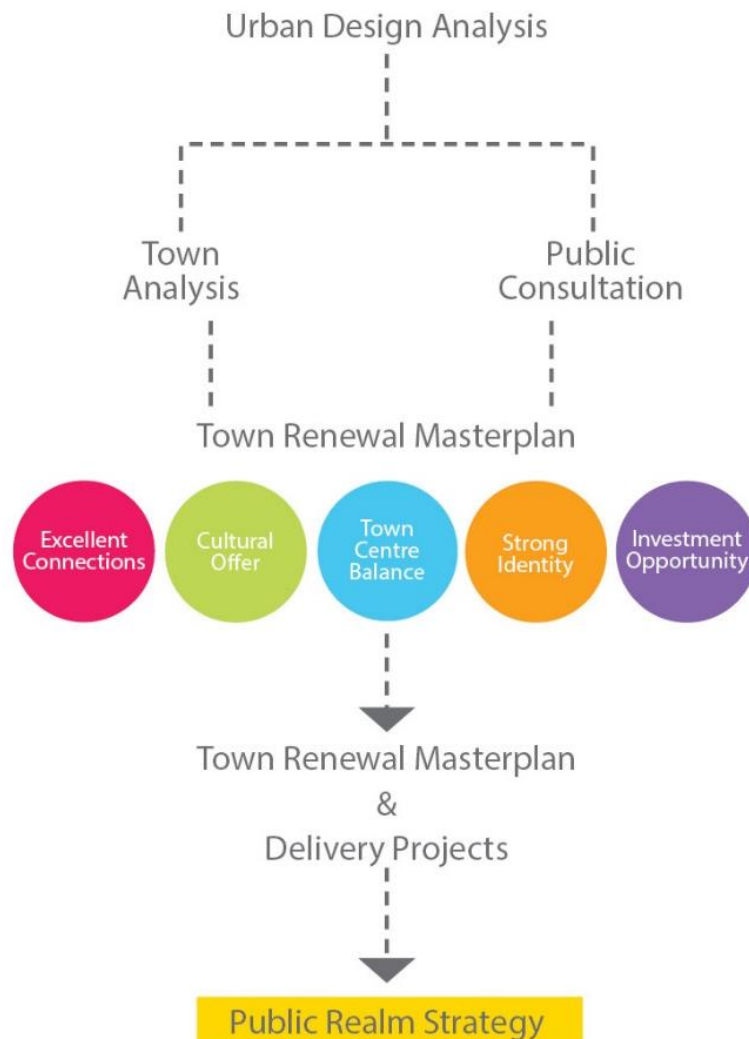 Urban Design Analysis
Town
Analysis
Public
Consultation
Town Renewal Masterplan
Excellent
Connections
Cultural
Offer
Town
Centre
Balance
Strong
Identity
Investment
Opportunity
Town Renewal Masterplan
&
Delivery Projects
Public Realm Strategy